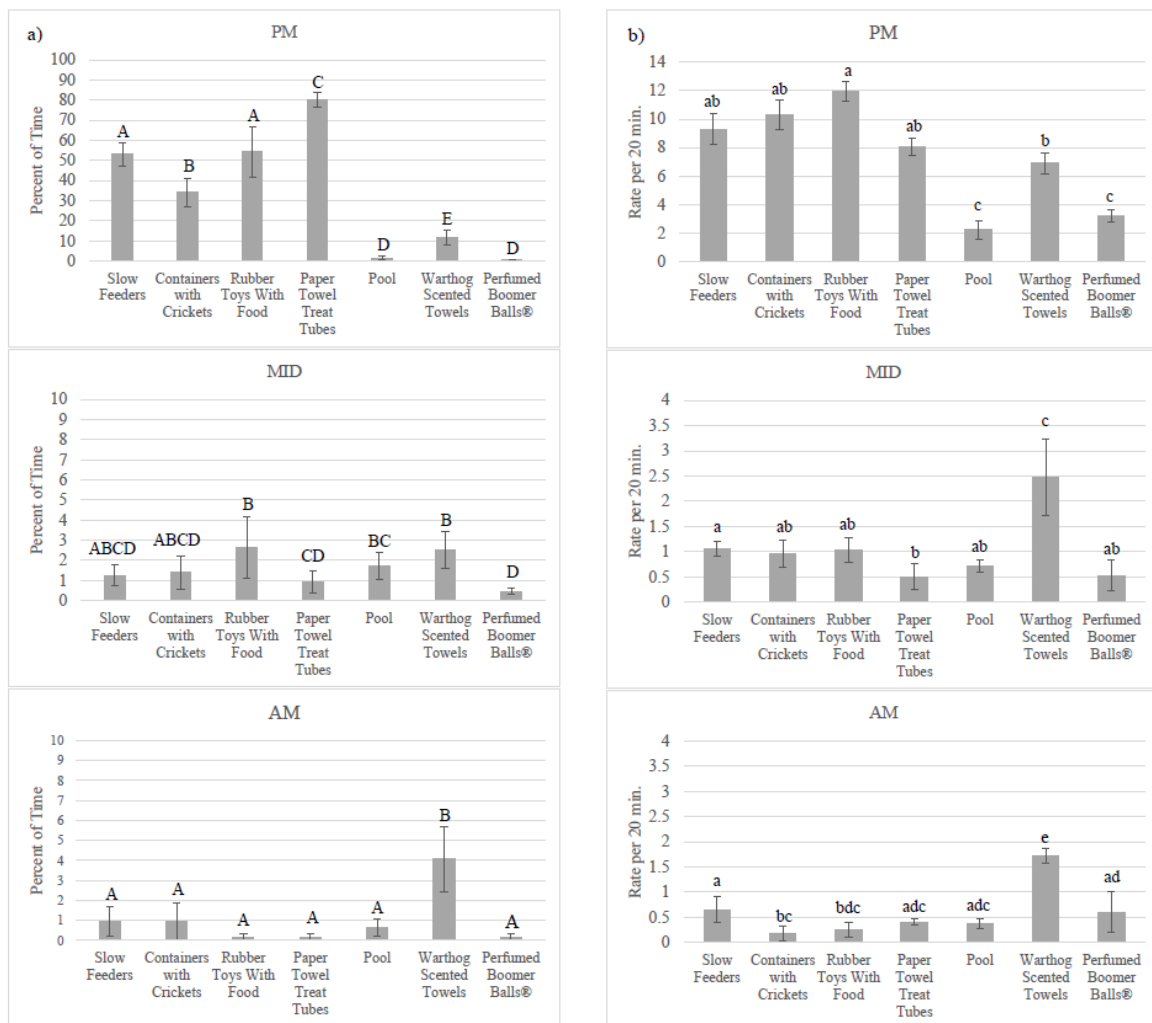 a)
PM
Percent of Time
100
90
80
70
60
50
40
30
20
10
0
A
B
A
C
D
E
D
Slow
Feeders
Containers
with
Crickets
Rubber
Toys With
Food
Paper
Towel
Treat
Tubes
Pool
Warthog
Scented
Towels
Perfumed
Boomer
Balls®
MID
Percent of Time
10
9
8
7
6
5
4
3
2
1
0
ABCD
ABCD
B
CD
BC
B
D
Slow
Feeders
Containers
with
Crickets
Rubber
Toys With
Food
Paper
Towel
Treat
Tubes
Pool
Warthog
Scented
Towels
Perfumed
Boomer
Balls®
AM
Percent of Time
10
9
8
7
6
5
4
3
2
1
0
A
A
A
A
A
B
A
Slow
Feeders
Containers
with
Crickets
Rubber
Toys With
Food
Paper
Towel
Treat
Tubes
Pool
Warthog
Scented
Towels
Perfumed
Boomer
Balls®
b)
PM
Rate per 20 min.
14
12
10
8
6
4
2
0
ab
ab
a
ab
c
b
c
Slow
Feeders
Containers
with
Crickets
Rubber
Toys With
Food
Paper
Towel
Treat
Tubes
Pool
Warthog
Scented
Towels
Perfumed
Boomer
Balls®
MID
Rate per 20 min.
4
3.5
3
2.5
2
1.5
1
0.5
0
a
ab
ab
b
ab
c
ab
Slow
Feeders
Containers
with
Crickets
Rubber
Toys With
Food
Paper
Towel
Treat
Tubes
Pool
Warthog
Scented
Towels
Perfumed
Boomer
Balls®
AM
Rate per 20 min.
4
3.5
3
2.5
2
1.5
1
0.5
0
a
bc
bdc
adc
adc
e
ad
Slow
Feeders
Containers
with
Crickets
Rubber
Toys With
Food
Paper
Towel
Treat
Tubes
Pool
Warthog
Scented
Towels
Perfumed
Boomer
Balls®